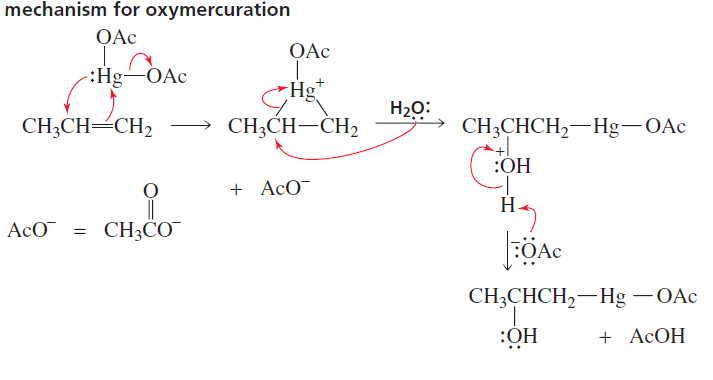 mechanism for oxymercuration
OAc
:Hg—OAc
CH₃CH=CH₂
OAc
Hg⁺
CH₃CH—CH₂
+ AcO⁻
H₂O:
CH₃CHCH₂—Hg—OAc
+
:OH
H
⁻:OAc
CH₃CHCH₂—Hg—OAc
:OH
+ AcOH
O
AcO⁻ = CH₃CO⁻